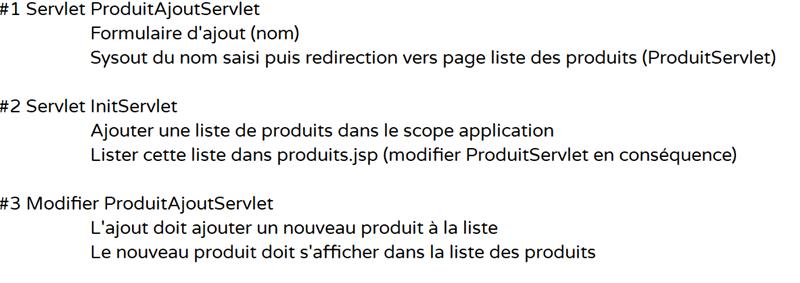 #1 Servlet ProduitAjoutServlet
Formulaire d'ajout (nom)
Sysout du nom saisi puis redirection vers page liste des produits (ProduitServlet)
#2 Servlet InitServlet
Ajouter une liste de produits dans le scope application
Lister cette liste dans produits.jsp (modifier ProduitServlet en conséquence)
#3 Modifier ProduitAjoutServlet
L'ajout doit ajouter un nouveau produit à la liste
Le nouveau produit doit s'afficher dans la liste des produits